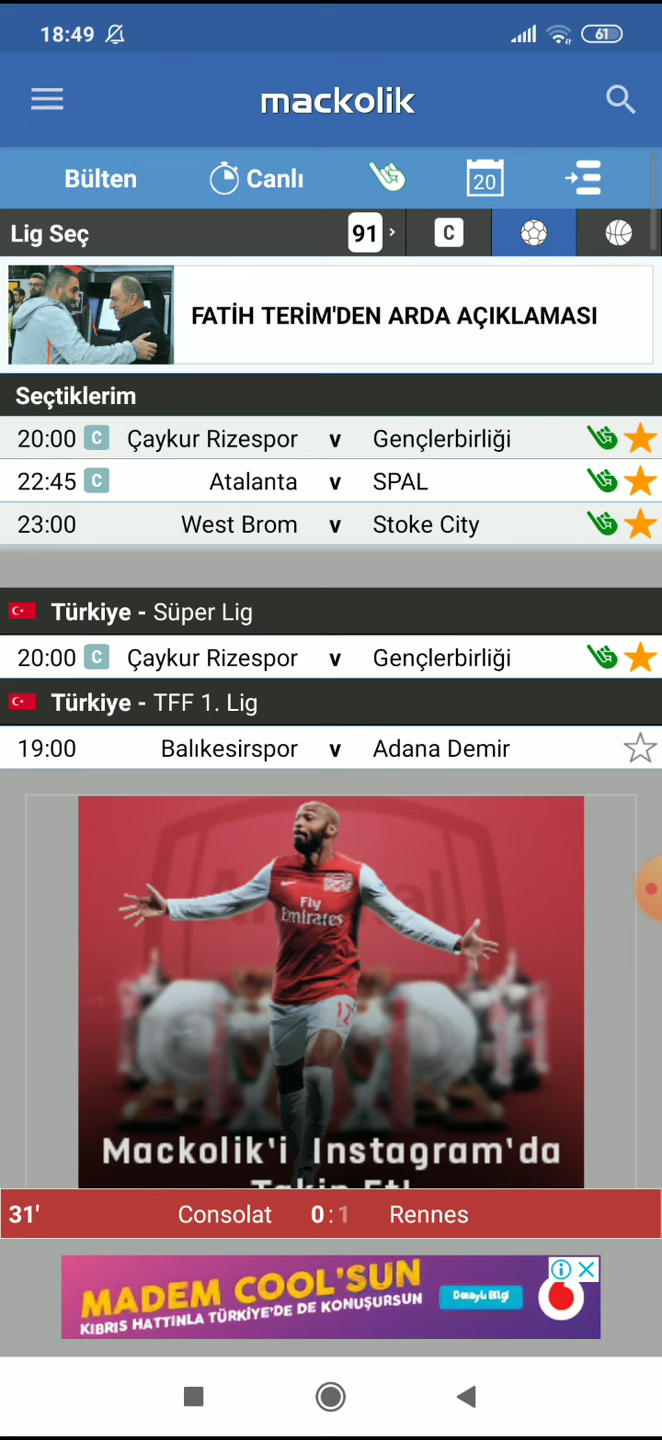 18:49 61
mackolik
Bülten Canlı 20
Lig Seç 91 › C
FATİH TERİM'DEN ARDA AÇIKLAMASI
Seçtiklerim
20:00 C Çaykur Rizespor v Gençlerbirliği
22:45 C Atalanta v SPAL
23:00 West Brom v Stoke City
Türkiye - Süper Lig
20:00 C Çaykur Rizespor v Gençlerbirliği
Türkiye - TFF 1. Lig
19:00 Balıkesirspor v Adana Demir
Fly
Emirates
12
Mackolik'i Instagram'da
Takip Et!
31' Consolat 0 : 1 Rennes
MADEM COOL'SUN
KIBRIS HATTINLA TÜRKİYE'DE DE KONUŞURSUN
Detaylı Bilgi